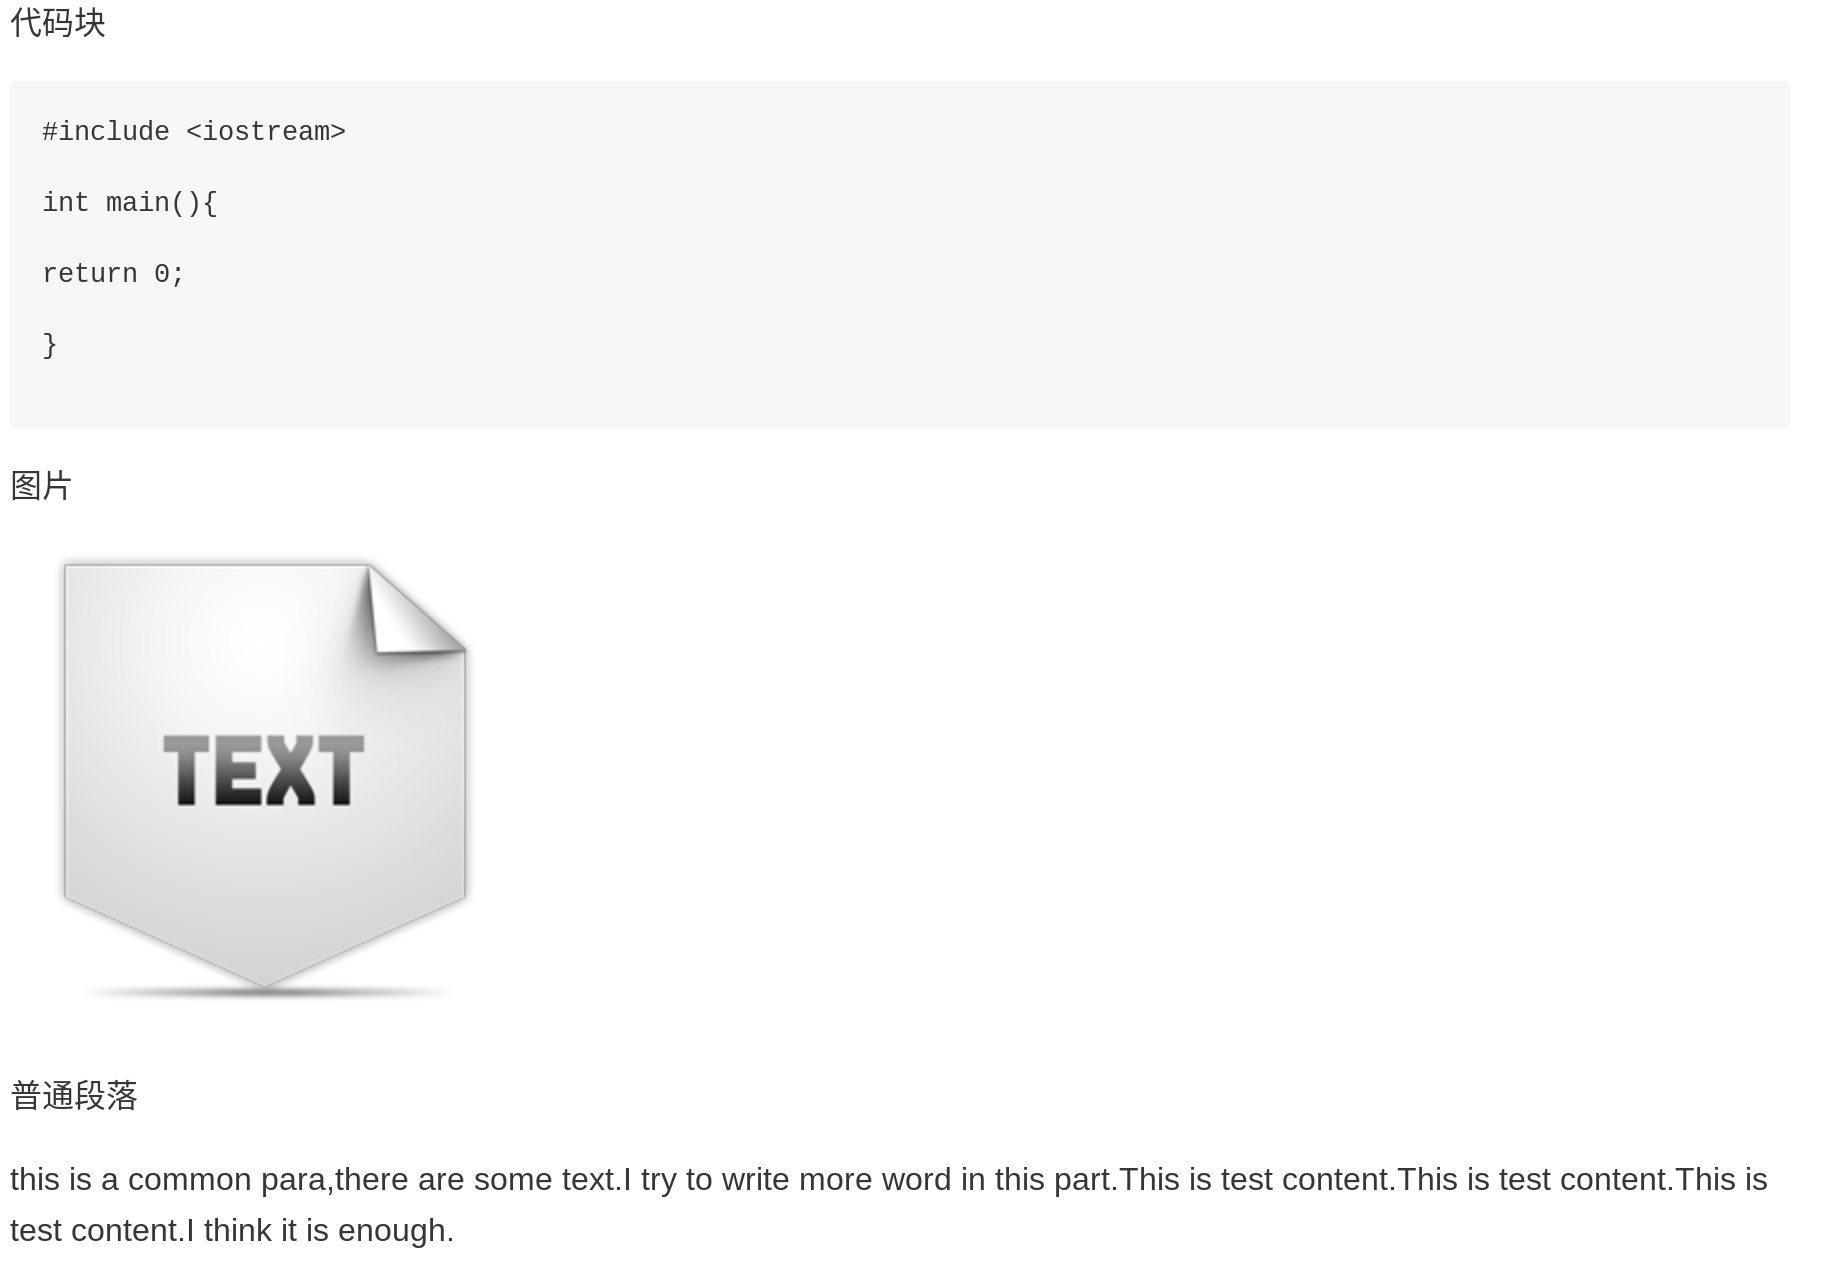 代码块
#include <iostream>
int main(){
return 0;
}
图片
TEXT
普通段落
this is a common para,there are some text.I try to write more word in this part.This is test content.This is test content.This is
test content.I think it is enough.